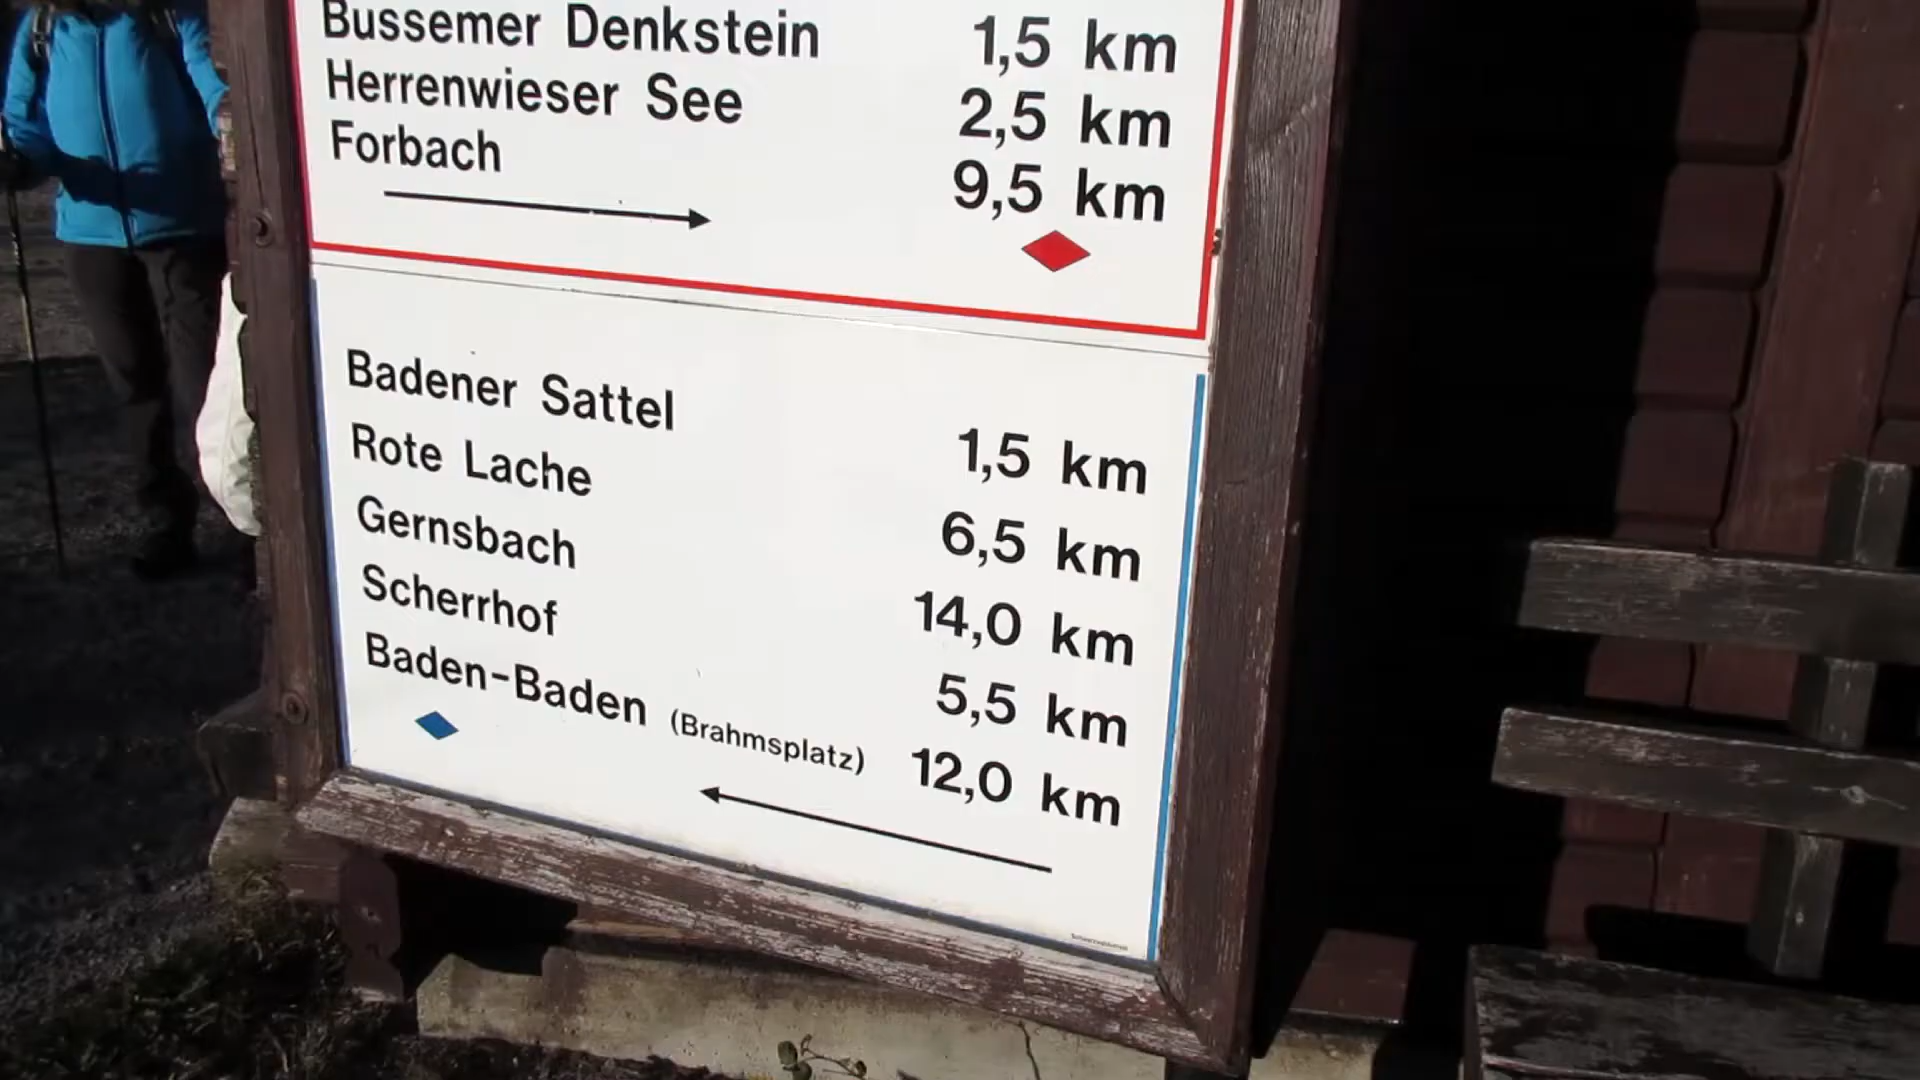 Bussemer Denkstein 1,5 km
Herrenwieser See 2,5 km
Forbach 9,5 km
Badener Sattel 1,5 km
Rote Lache 6,5 km
Gernsbach 14,0 km
Scherrhof 5,5 km
Baden-Baden (Brahmsplatz) 12,0 km